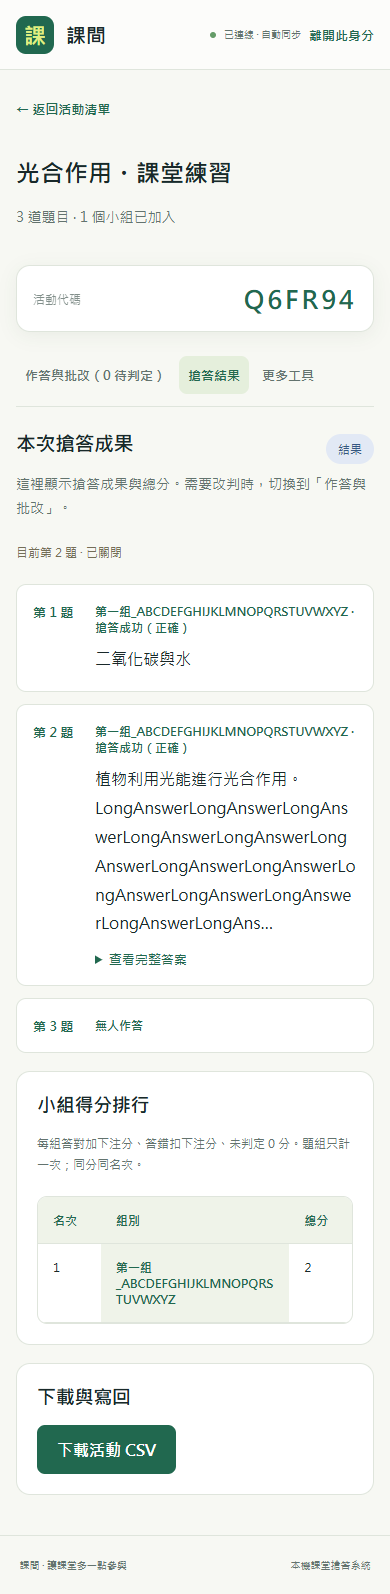 課 課間
已連線 · 自動同步 離開此身分
← 返回活動清單
光合作用・課堂練習
3 道題目 · 1 個小組已加入
活動代碼 Q6FR94
作答與批改（0 待判定） 搶答結果 更多工具
本次搶答成果 結果
這裡顯示搶答成果與總分。需要改判時，切換到「作答與
批改」。
目前第 2 題 · 已關閉
第 1 題 第一組_ABCDEFGHIJKLMNOPQRSTUVWXYZ ·
搶答成功（正確）
二氧化碳與水
第 2 題 第一組_ABCDEFGHIJKLMNOPQRSTUVWXYZ ·
搶答成功（正確）
植物利用光能進行光合作用。
LongAnswerLongAnswerLongAns
werLongAnswerLongAnswerLong
AnswerLongAnswerLongAnswerLo
ngAnswerLongAnswerLongAnswe
rLongAnswerLongAns…
▶ 查看完整答案
第 3 題 無人作答
小組得分排行
每組答對加下注分、答錯扣下注分、未判定 0 分。題組只計
一次；同分同名次。
名次 組別 總分
1 第一組 2
_ABCDEFGHIJKLMNOPQRS
TUVWXYZ
下載與寫回
下載活動 CSV
課間 · 讓課堂多一點參與 本機課堂搶答系統